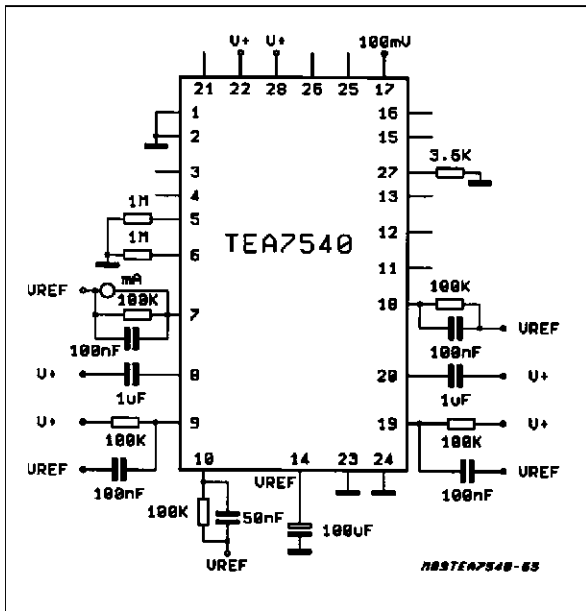 V+ V+ 100mV
21 22 28 26 25 17
1 16
2 15
3.6K
27
3 13
4
1M
5 12
TEA7540
1M
6 11
mA
VREF
100K
7
100nF
100K
18
100nF
VREF
V+ 8 20 V+
1uF 1uF
V+ 9 19 V+
100K 100K
VREF VREF
100nF 100nF
10 14 23 24
VREF
100K 50nF 100uF
VREF
M89TEA7540-65